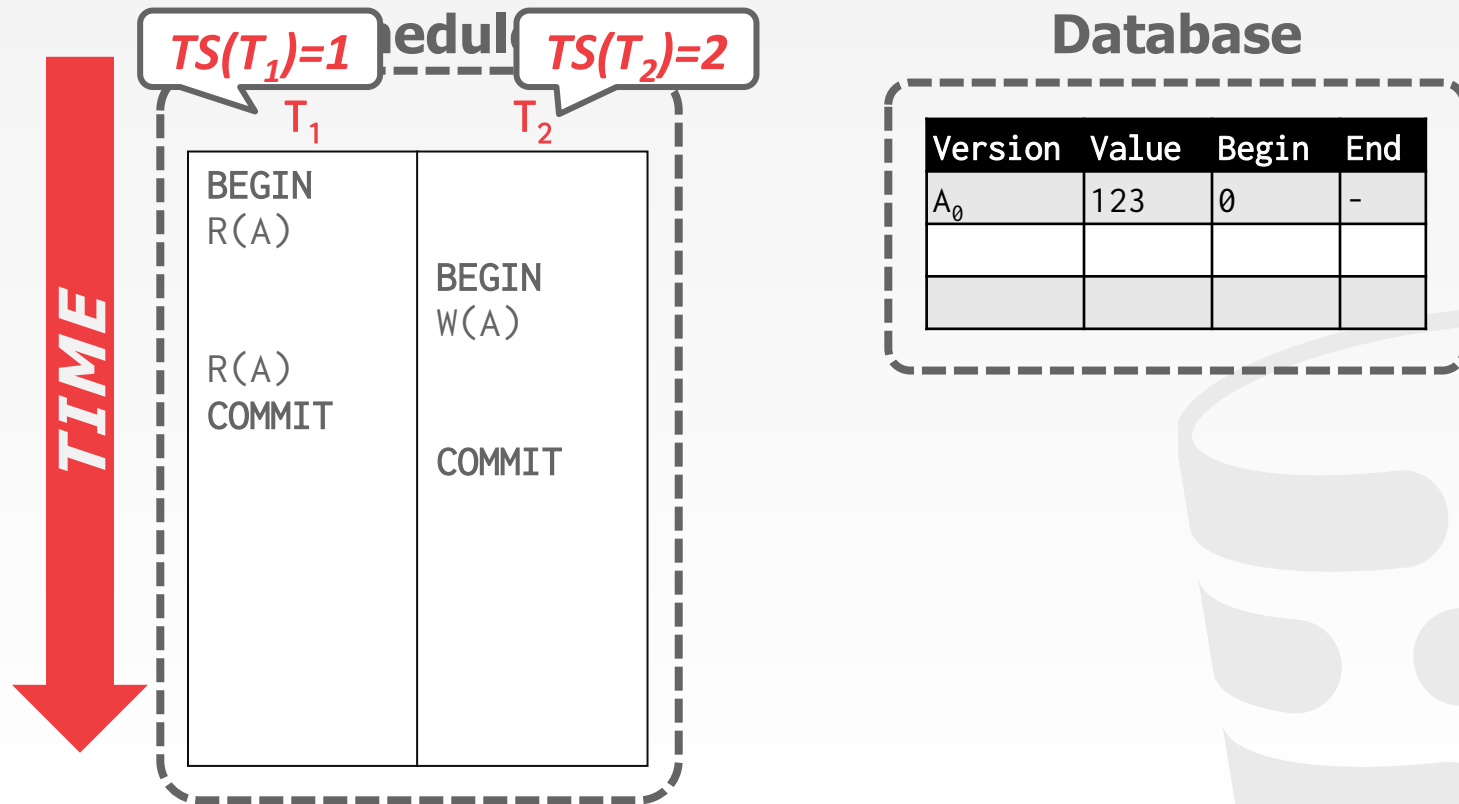 edul
TS(T₁)=1
TS(T₂)=2
T₁
T₂
BEGIN
R(A)
BEGIN
W(A)
R(A)
COMMIT
COMMIT
TIME
Database
Version Value Begin End
A₀ 123 0 -